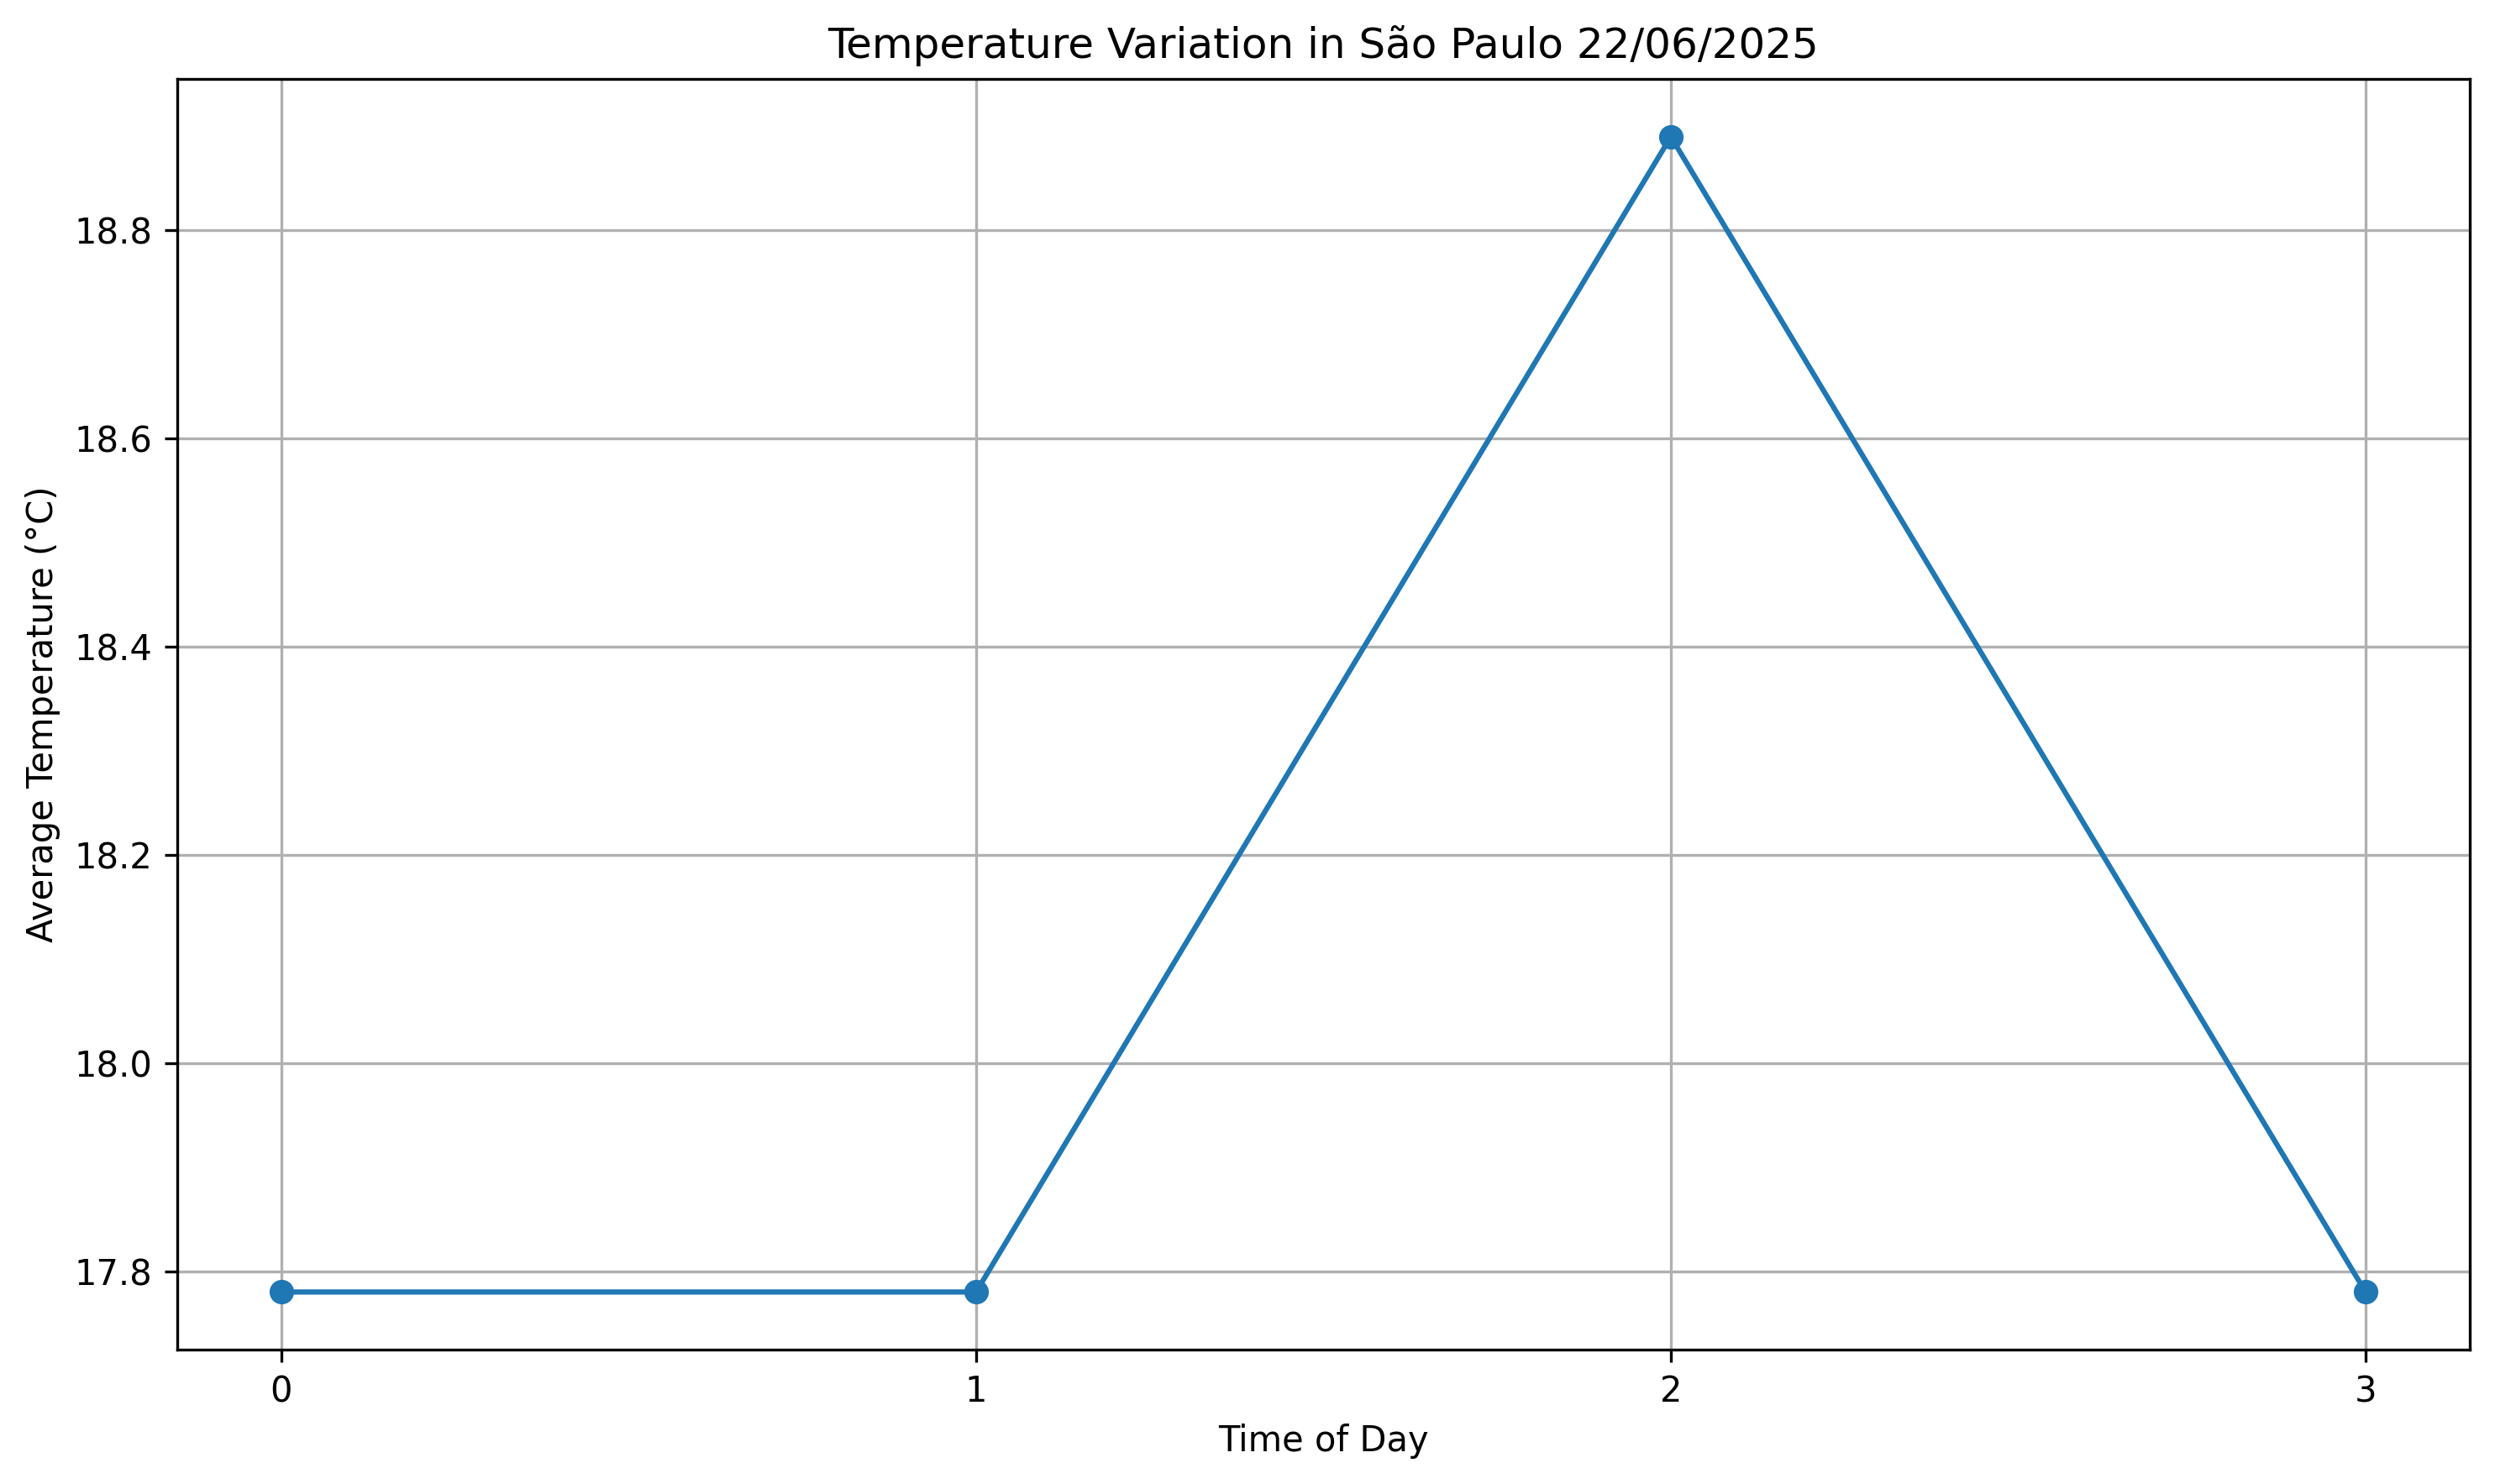 Temperature Variation in São Paulo 22/06/2025
Average Temperature (°C)
18.8
18.6
18.4
18.2
18.0
17.8
0 1 2 3
Time of Day